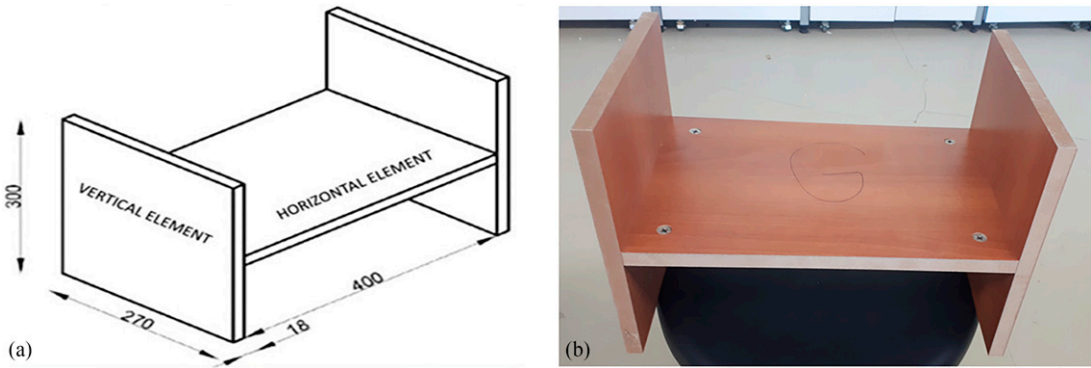 300
VERTICAL ELEMENT
HORIZONTAL ELEMENT
270
18
400
(a)
G
(b)